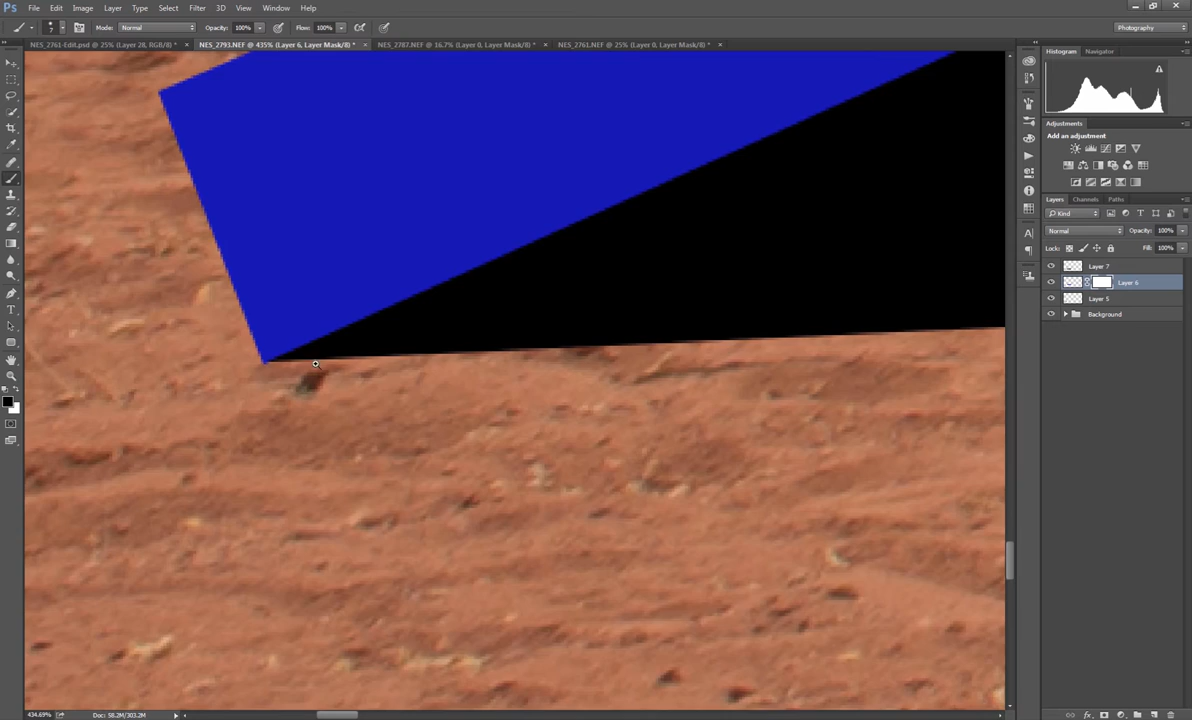 Ps File Edit Image Layer Type Select Filter 3D View Window Help
7 Mode: Normal Opacity: 100% Flow: 100% Photography
NES_2761-Edit.psd @ 25% (Layer 28, RGB/8) * × NES_2793.NEF @ 435% (Layer 6, Layer Mask/8) * × NES_2787.NEF @ 16.7% (Layer 0, Layer Mask/8) * × NES_2761.NEF @ 25% (Layer 0, Layer Mask/8) * ×
Histogram Navigator
Adjustments
Add an adjustment
Layers Channels Paths
Kind
Normal Opacity: 100%
Lock: Fill: 100%
Layer 7
Layer 6
Layer 5
Background
434.69% Doc: 58.2M/303.2M